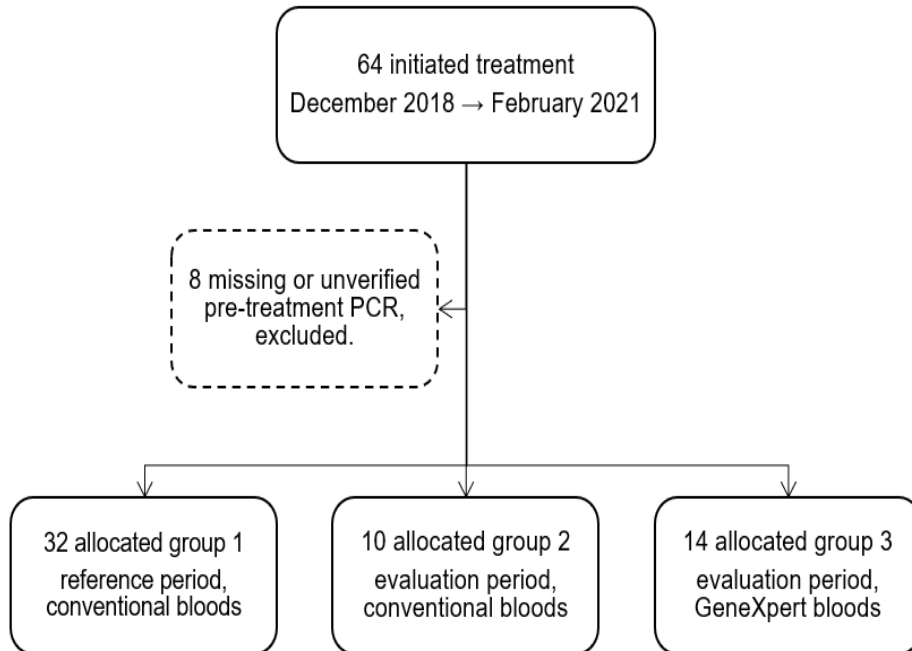 64 initiated treatment
December 2018 → February 2021
8 missing or unverified
pre-treatment PCR,
excluded.
32 allocated group 1
reference period,
conventional bloods
10 allocated group 2
evaluation period,
conventional bloods
14 allocated group 3
evaluation period,
GeneXpert bloods